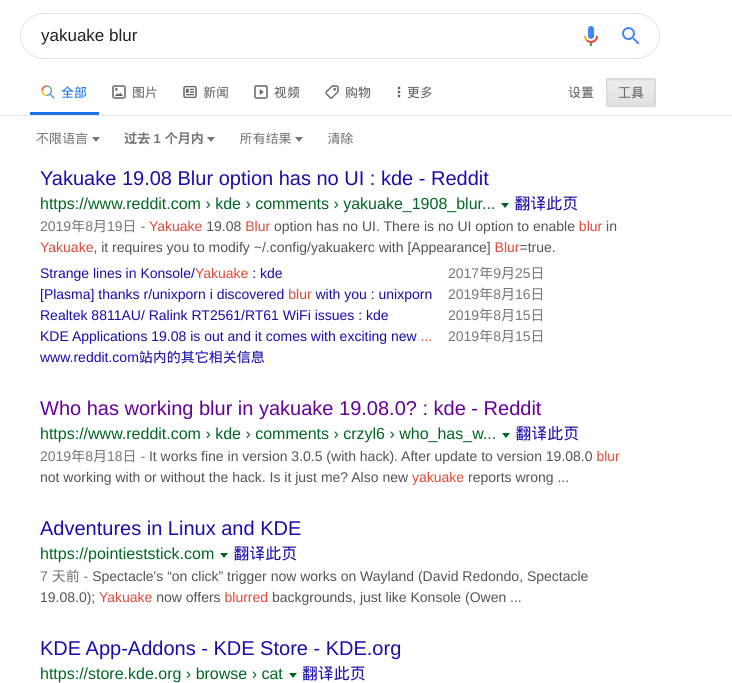 yakuake blur
全部 图片 新闻 视频 购物 更多 设置 工具
不限语言 过去 1 个月内 所有结果 清除
Yakuake 19.08 Blur option has no UI : kde - Reddit
https://www.reddit.com › kde › comments › yakuake_1908_blur... 翻译此页
2019年8月19日 - Yakuake 19.08 Blur option has no UI. There is no UI option to enable blur in
Yakuake, it requires you to modify ~/.config/yakuakerc with [Appearance] Blur=true.
Strange lines in Konsole/Yakuake : kde 2017年9月25日
[Plasma] thanks r/unixporn i discovered blur with you : unixporn 2019年8月16日
Realtek 8811AU/ Ralink RT2561/RT61 WiFi issues : kde 2019年8月15日
KDE Applications 19.08 is out and it comes with exciting new ... 2019年8月15日
www.reddit.com站内的其它相关信息
Who has working blur in yakuake 19.08.0? : kde - Reddit
https://www.reddit.com › kde › comments › crzyl6 › who_has_w... 翻译此页
2019年8月18日 - It works fine in version 3.0.5 (with hack). After update to version 19.08.0 blur
not working with or without the hack. Is it just me? Also new yakuake reports wrong ...
Adventures in Linux and KDE
https://pointieststick.com 翻译此页
7 天前 - Spectacle's “on click” trigger now works on Wayland (David Redondo, Spectacle
19.08.0); Yakuake now offers blurred backgrounds, just like Konsole (Owen ...
KDE App-Addons - KDE Store - KDE.org
https://store.kde.org › browse › cat 翻译此页